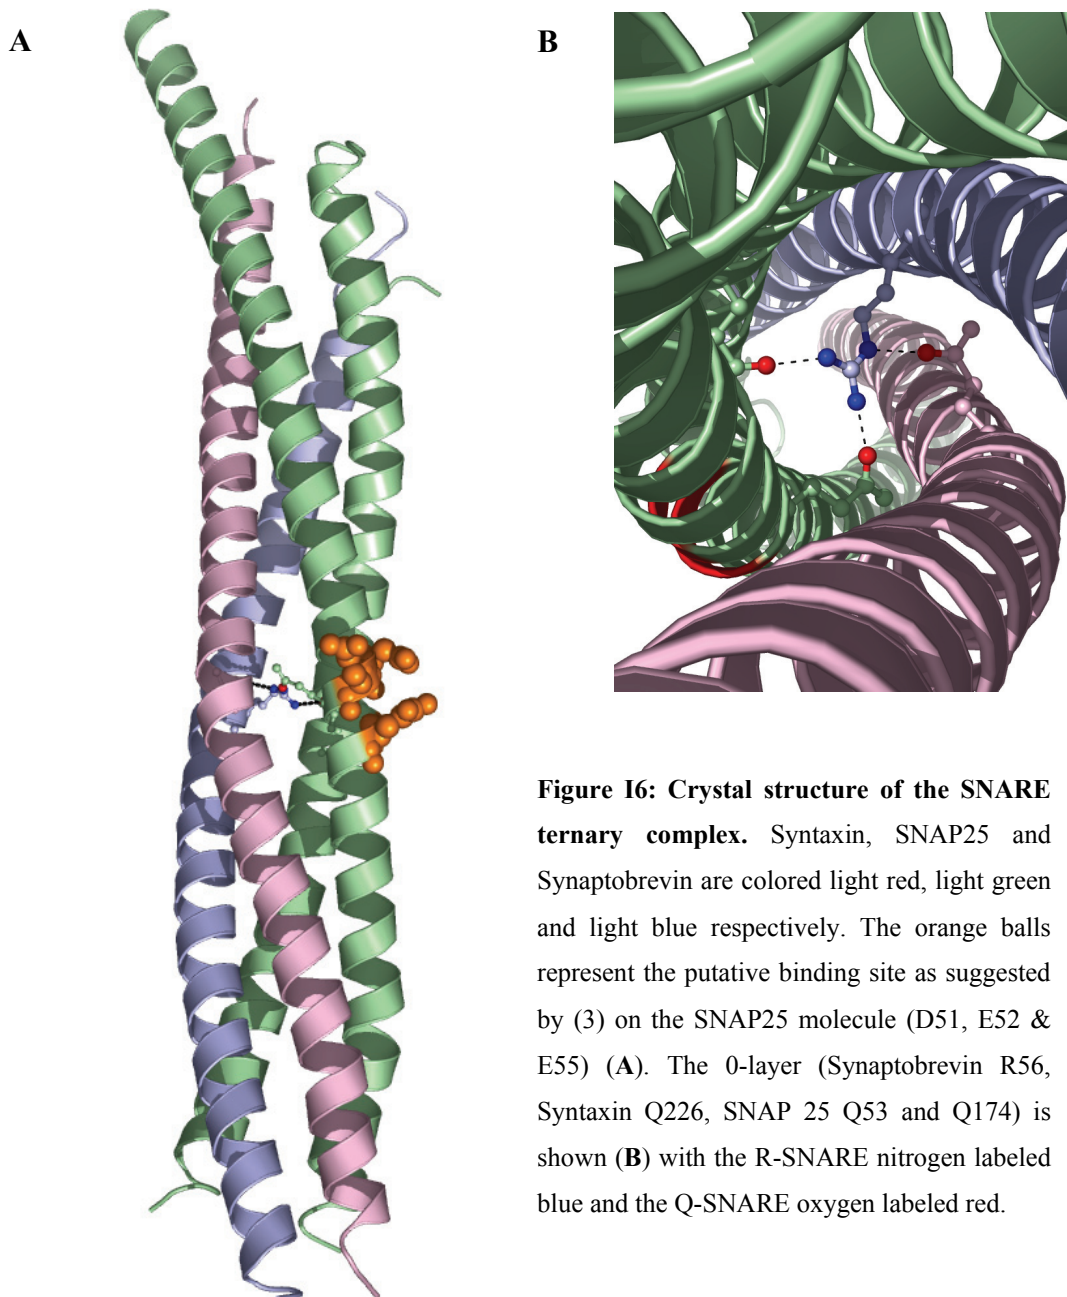 A
B
Figure I6: Crystal structure of the SNARE
ternary complex. Syntaxin, SNAP25 and
Synaptobrevin are colored light red, light green
and light blue respectively. The orange balls
represent the putative binding site as suggested
by (3) on the SNAP25 molecule (D51, E52 &
E55) (A). The 0-layer (Synaptobrevin R56,
Syntaxin Q226, SNAP 25 Q53 and Q174) is
shown (B) with the R-SNARE nitrogen labeled
blue and the Q-SNARE oxygen labeled red.